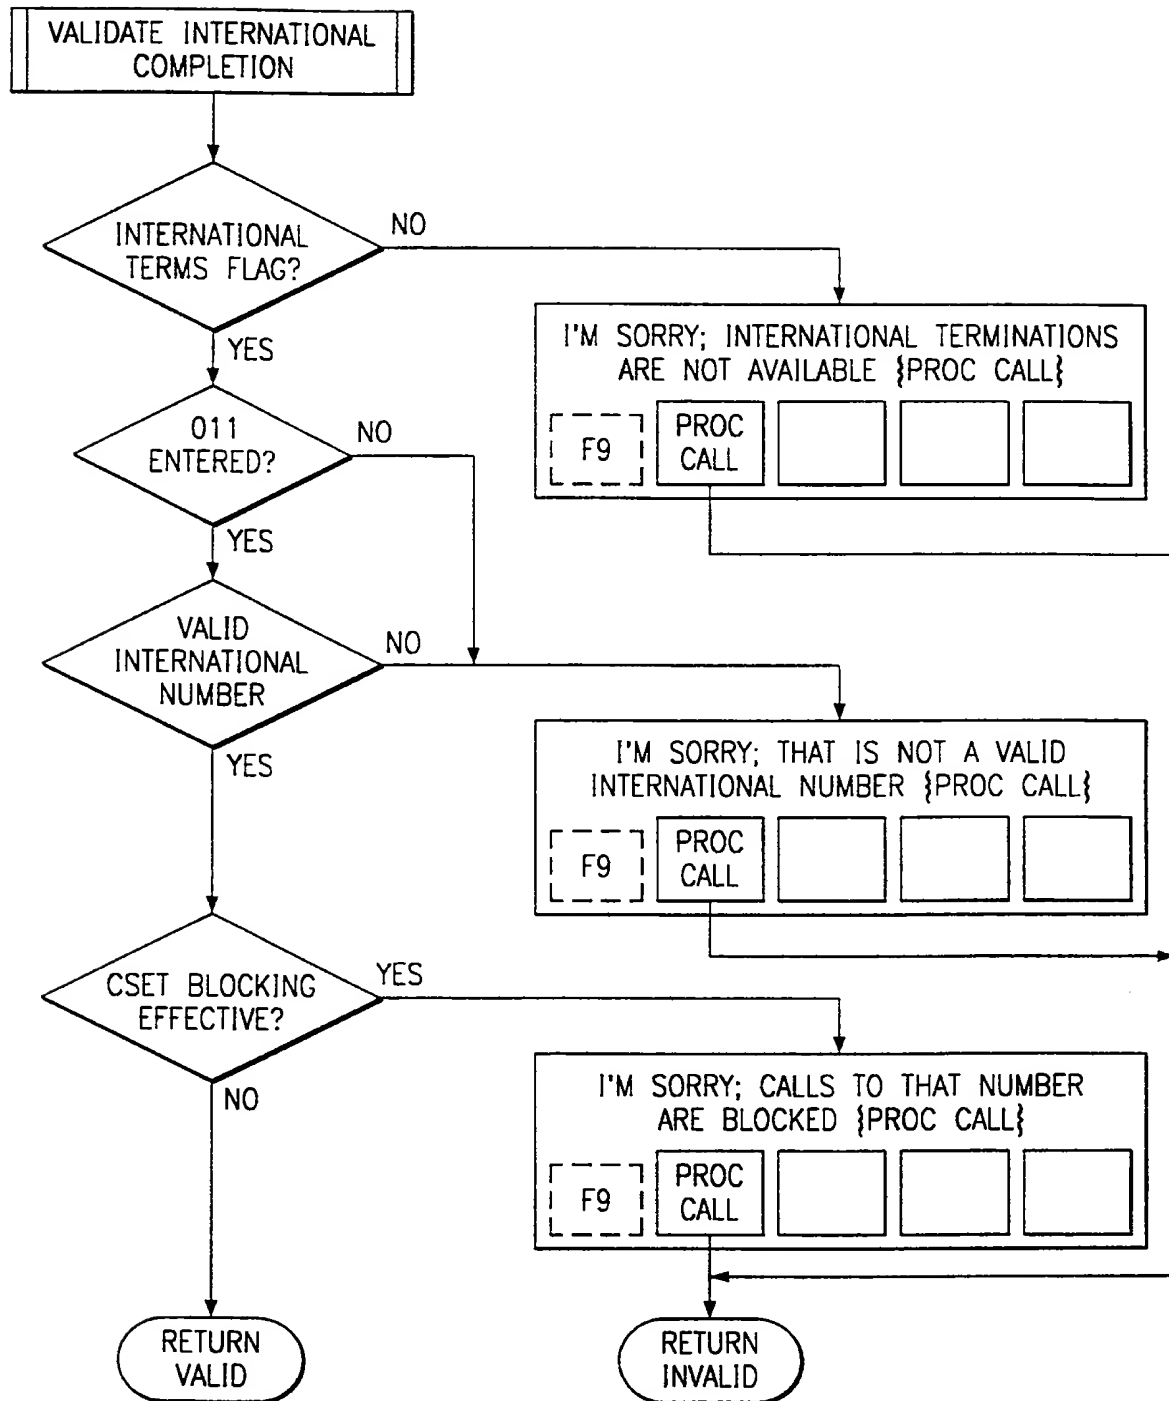 VALIDATE INTERNATIONAL
COMPLETION
INTERNATIONAL
TERMS FLAG?
NO
YES
I'M SORRY; INTERNATIONAL TERMINATIONS
ARE NOT AVAILABLE {PROC CALL}
F9
PROC
CALL
011
ENTERED?
NO
YES
VALID
INTERNATIONAL
NUMBER
NO
YES
I'M SORRY; THAT IS NOT A VALID
INTERNATIONAL NUMBER {PROC CALL}
F9
PROC
CALL
CSET BLOCKING
EFFECTIVE?
YES
NO
I'M SORRY; CALLS TO THAT NUMBER
ARE BLOCKED {PROC CALL}
F9
PROC
CALL
RETURN
VALID
RETURN
INVALID